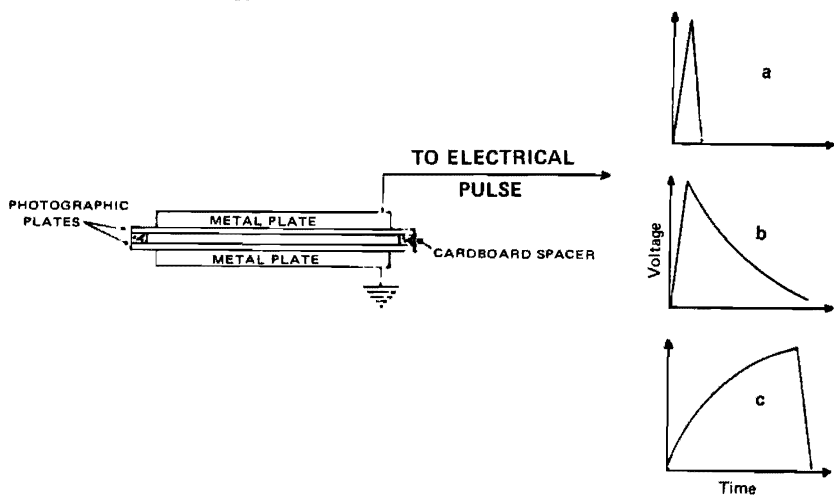 TO ELECTRICAL
PULSE
PHOTOGRAPHIC
PLATES
METAL PLATE
METAL PLATE
CARDBOARD SPACER
a
b
Voltage
c
Time